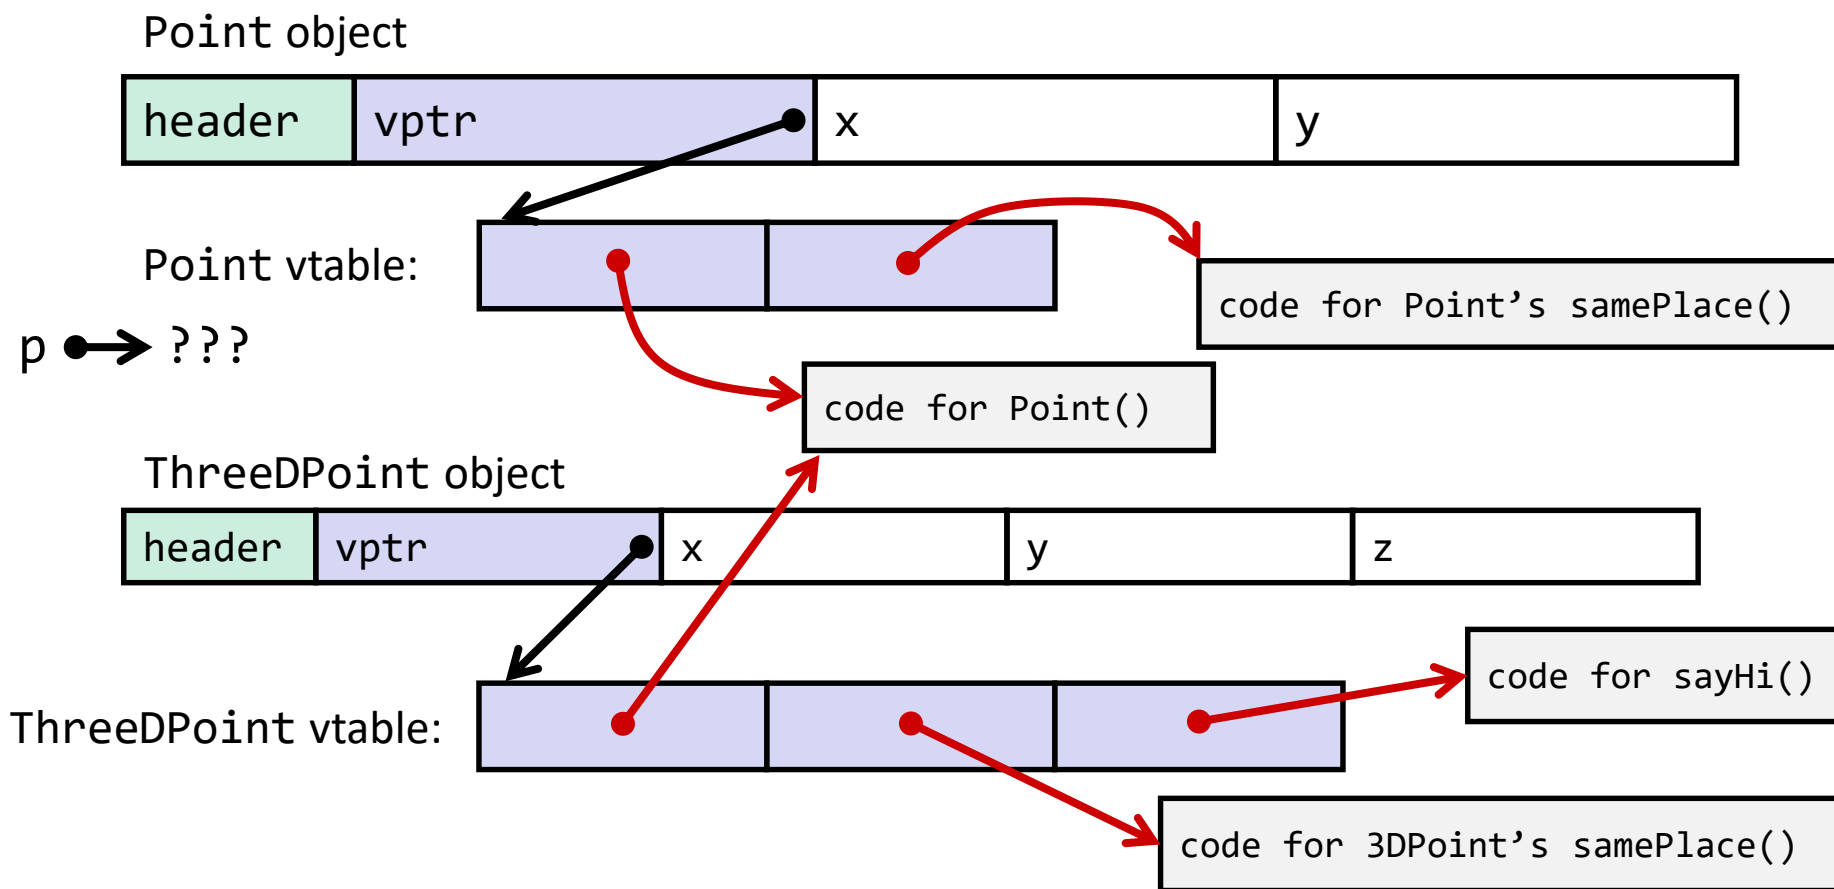 Point object
header vptr x y
Point vtable:
code for Point’s samePlace()
p ???
code for Point()
ThreeDPoint object
header vptr x y z
code for sayHi()
ThreeDPoint vtable:
code for 3DPoint’s samePlace()